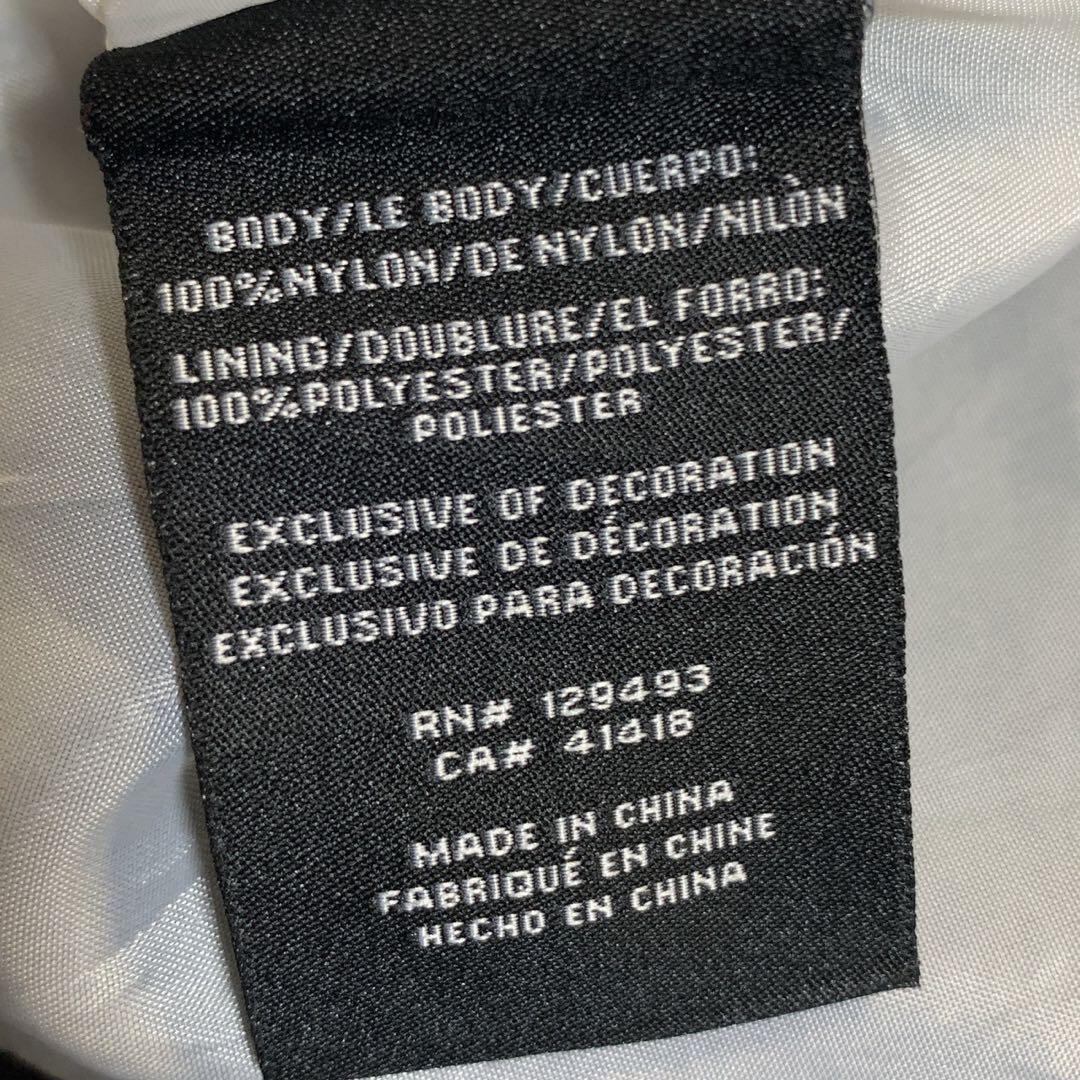 BODY/LE BODY/CUERPO:
100%NYLON/DE NYLON/NILÒN
LINING/DOUBLURE/EL FORRO:
100%POLYESTER/POLYESTER/
POLIESTER
EXCLUSIVE OF DECORATION
EXCLUSIVE DE DÉCORATION
EXCLUSIVO PARA DECORACIÓN
RN# 129493
CA# 41418
MADE IN CHINA
FABRIQUÉ EN CHINE
HECHO EN CHINA